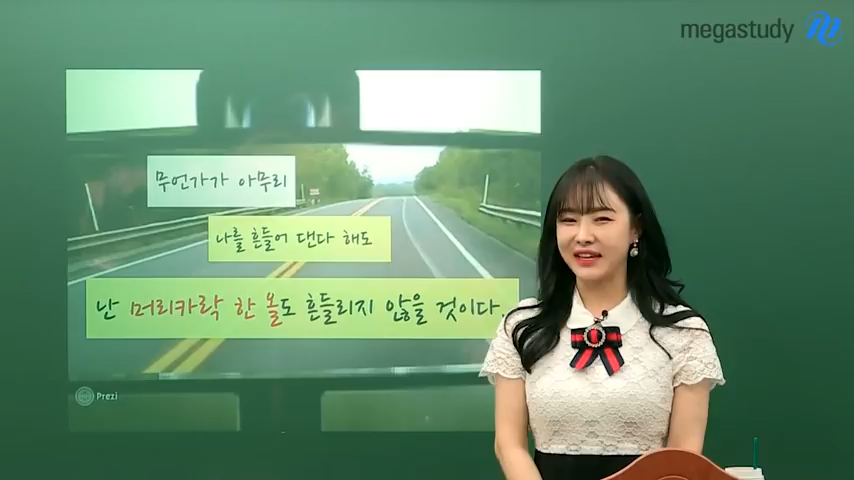 megastudy
무언가가 아무리
나를 흔들어 댄다 해도
난 머리카락 한 올도 흔들리지 않을 것이다.
Prezi